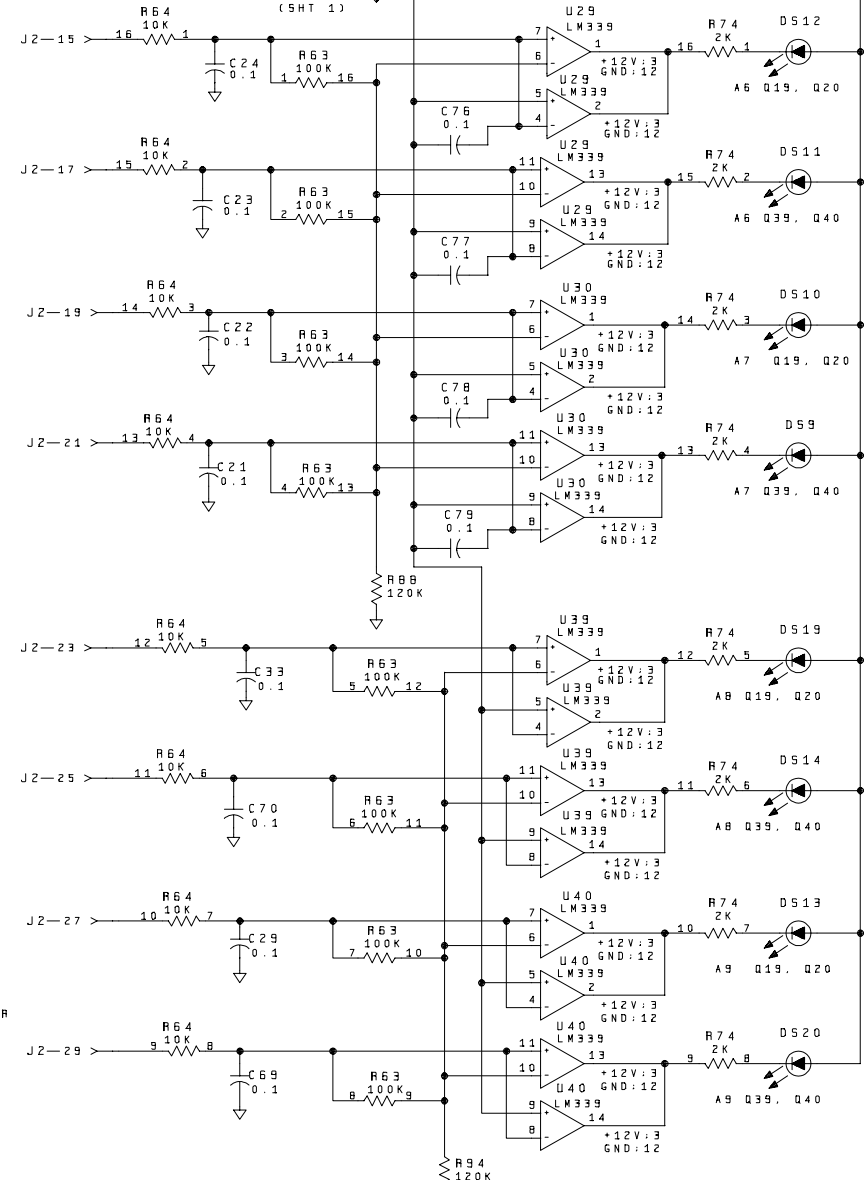 (SHT 1)
R64
10K
J2-15
16
1
C24
0.1
R63
100K
1
16
U29
LM339
7
6
1
+12V:3
GND:12
U29
LM339
5
4
2
+12V:3
GND:12
C76
0.1
16
R74
2K
1
DS12
A6 Q19, Q20
R64
10K
J2-17
15
2
C23
0.1
R63
100K
2
15
U29
LM339
11
10
13
+12V:3
GND:12
U29
LM339
9
8
14
+12V:3
GND:12
C77
0.1
15
R74
2K
2
DS11
A6 Q39, Q40
R64
10K
J2-19
14
3
C22
0.1
R63
100K
3
14
U30
LM339
7
6
1
+12V:3
GND:12
U30
LM339
5
4
2
+12V:3
GND:12
C78
0.1
14
R74
2K
3
DS10
A7 Q19, Q20
R64
10K
J2-21
13
4
C21
0.1
R63
100K
4
13
U30
LM339
11
10
13
+12V:3
GND:12
U30
LM339
9
8
14
+12V:3
GND:12
C79
0.1
13
R74
2K
4
DS9
A7 Q39, Q40
R88
120K
R64
10K
J2-23
12
5
C33
0.1
R63
100K
5
12
U39
LM339
7
6
1
+12V:3
GND:12
U39
LM339
5
4
2
+12V:3
GND:12
12
R74
2K
5
DS19
A8 Q19, Q20
R64
10K
J2-25
11
6
C70
0.1
R63
100K
6
11
U39
LM339
11
10
13
+12V:3
GND:12
U39
LM339
9
8
14
+12V:3
GND:12
11
R74
2K
6
DS14
A8 Q39, Q40
R64
10K
J2-27
10
7
C29
0.1
R63
100K
7
10
U40
LM339
7
6
1
+12V:3
GND:12
U40
LM339
5
4
2
+12V:3
GND:12
10
R74
2K
7
DS13
A9 Q19, Q20
R
R64
10K
J2-29
9
8
C69
0.1
R63
100K
8
9
U40
LM339
11
10
13
+12V:3
GND:12
U40
LM339
9
8
14
+12V:3
GND:12
9
R74
2K
8
DS20
A9 Q39, Q40
R94
120K